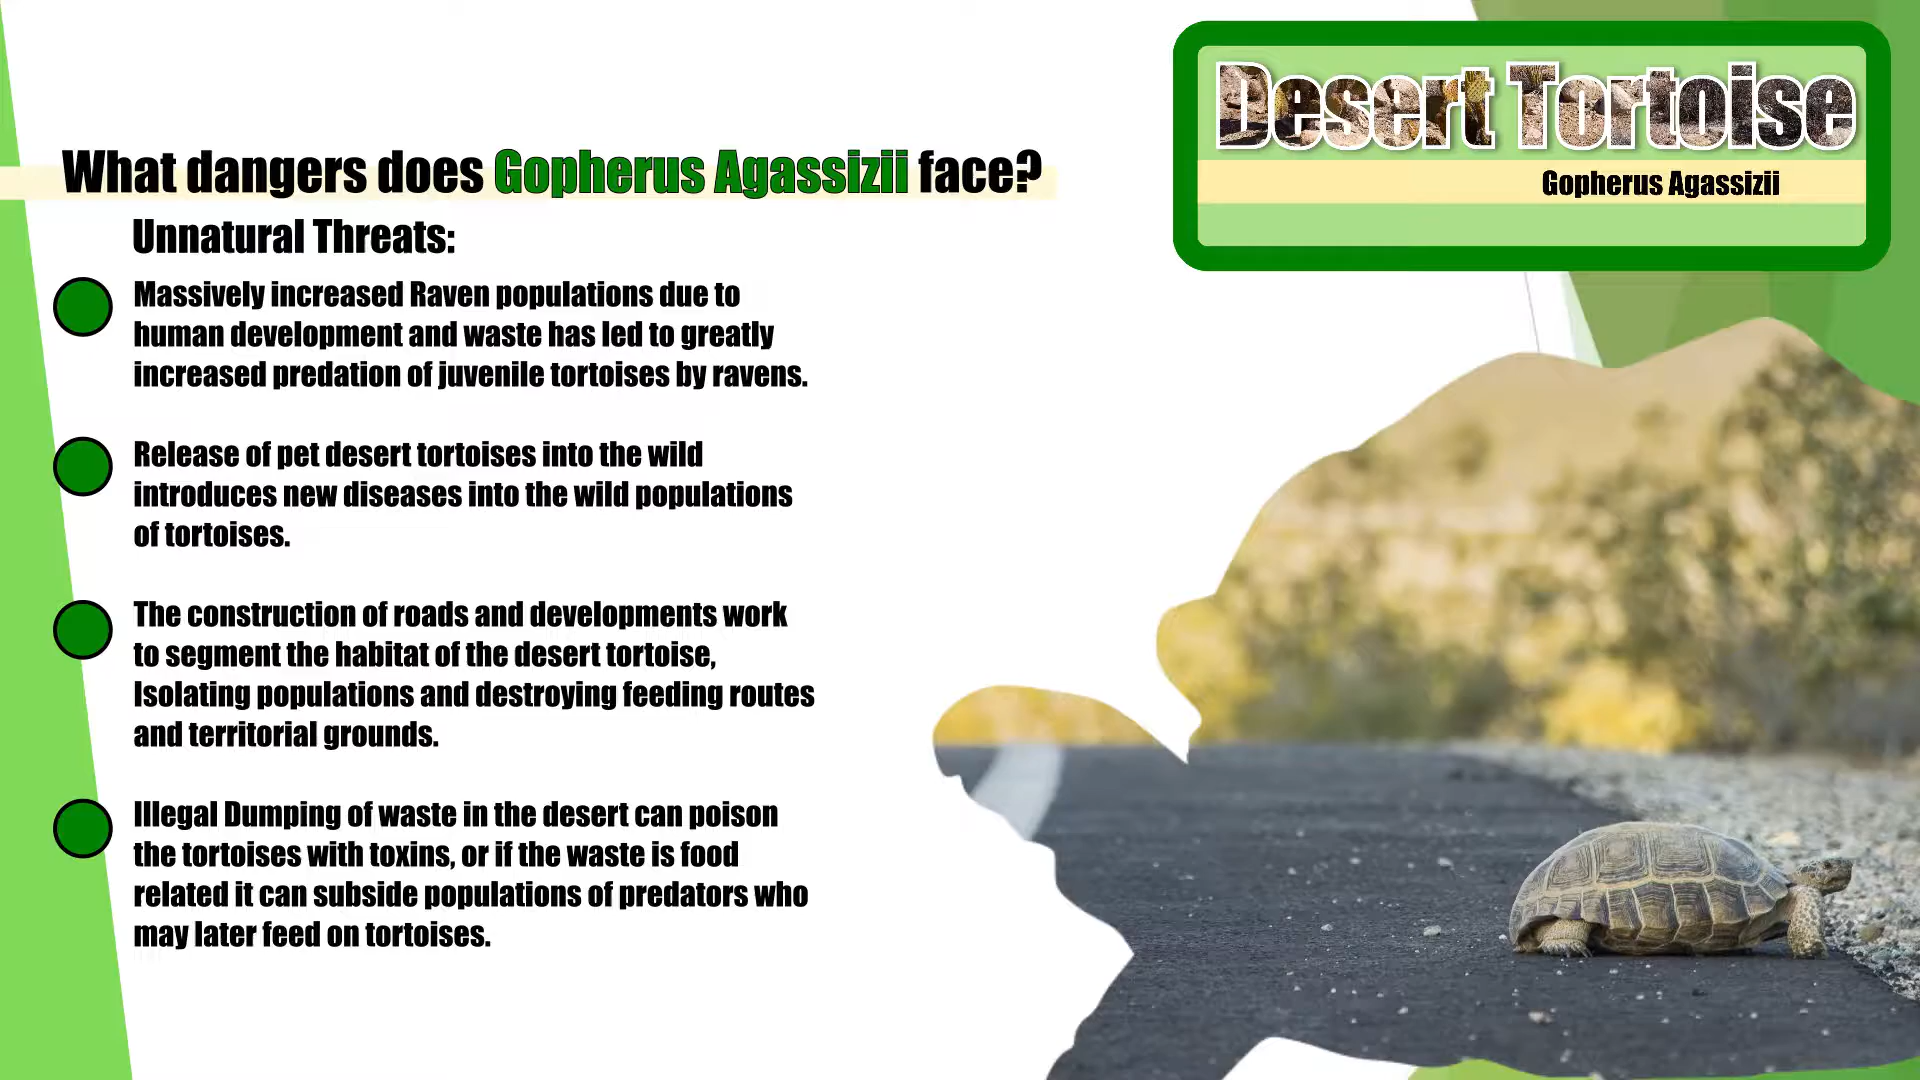 Desert Tortoise
Gopherus Agassizii
What dangers does Gopherus Agassizii face?
Unnatural Threats:
Massively increased Raven populations due to
human development and waste has led to greatly
increased predation of juvenile tortoises by ravens.
Release of pet desert tortoises into the wild
introduces new diseases into the wild populations
of tortoises.
The construction of roads and developments work
to segment the habitat of the desert tortoise,
Isolating populations and destroying feeding routes
and territorial grounds.
Illegal Dumping of waste in the desert can poison
the tortoises with toxins, or if the waste is food
related it can subside populations of predators who
may later feed on tortoises.